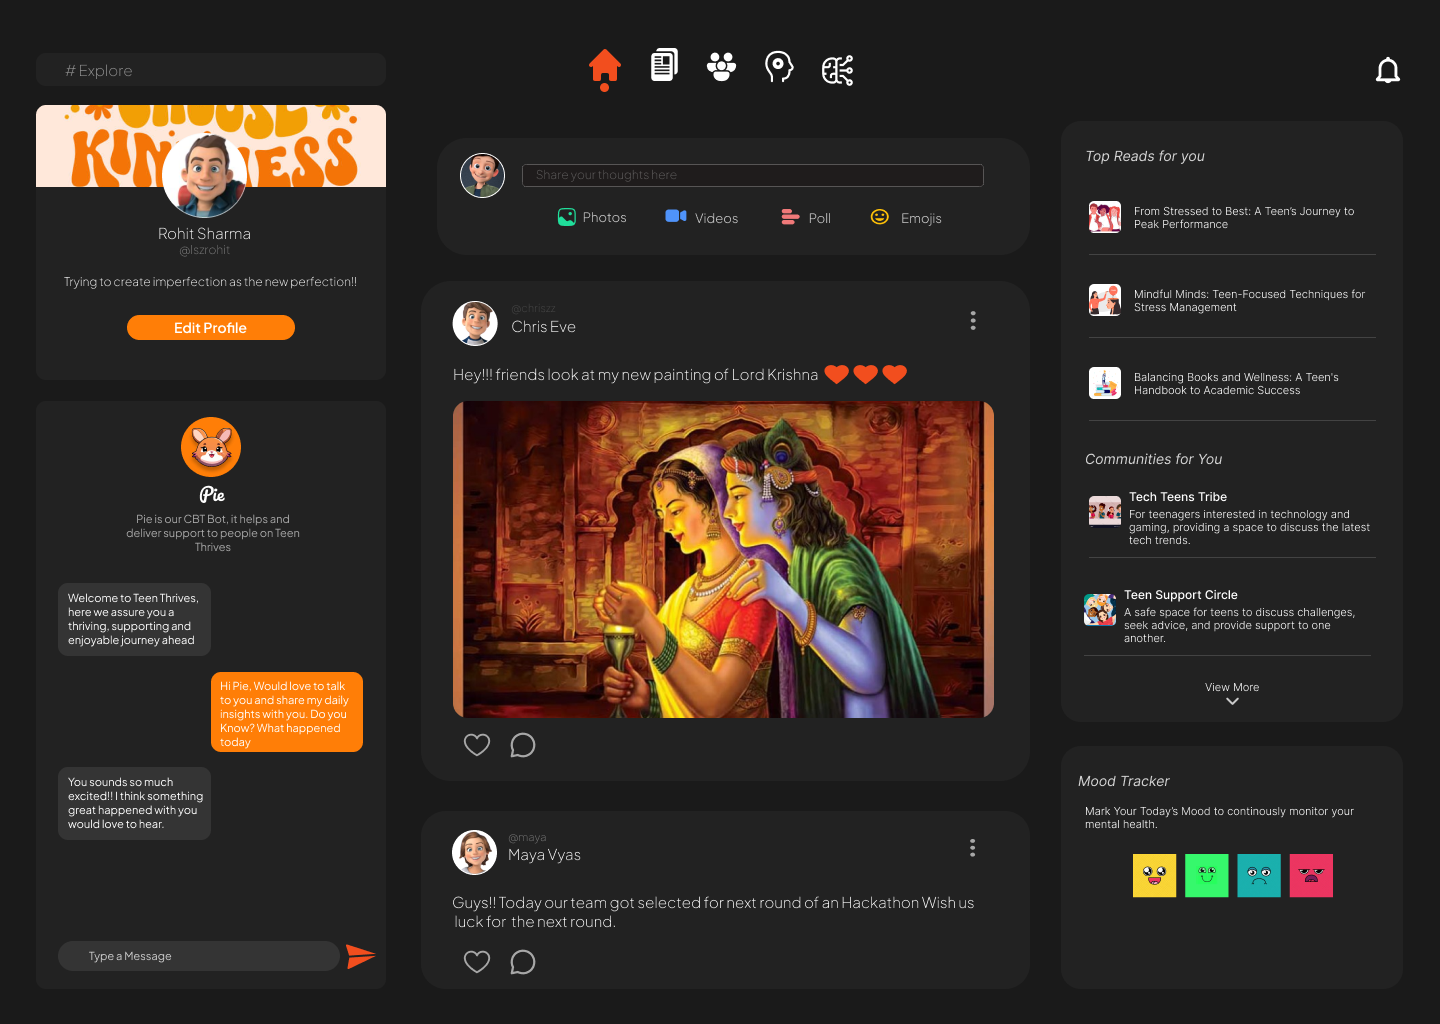 # Explore
CHOOSE
KINDNESS
Rohit Sharma
@lszrohit
Trying to create imperfection as the new perfection!!
Edit Profile
Pie
Pie is our CBT Bot, it helps and
deliver support to people on Teen
Thrives
Welcome to Teen Thrives,
here we assure you a
thriving, supporting and
enjoyable journey ahead
Hi Pie, Would love to talk
to you and share my daily
insights with you. Do you
Know? What happened
today
You sounds so much
excited!! I think something
great happened with you
would love to hear.
Type a Message
Share your thoughts here
Photos
Videos
Poll
Emojis
@chriszz
Chris Eve
Hey!!! friends look at my new painting of Lord Krishna
@maya
Maya Vyas
Guys!! Today our team got selected for next round of an Hackathon Wish us
luck for the next round.
Top Reads for you
From Stressed to Best: A Teen's Journey to
Peak Performance
Mindful Minds: Teen-Focused Techniques for
Stress Management
Balancing Books and Wellness: A Teen's
Handbook to Academic Success
Communities for You
Tech Teens Tribe
For teenagers interested in technology and
gaming, providing a space to discuss the latest
tech trends.
Teen Support Circle
A safe space for teens to discuss challenges,
seek advice, and provide support to one
another.
View More
Mood Tracker
Mark Your Today's Mood to continously monitor your
mental health.